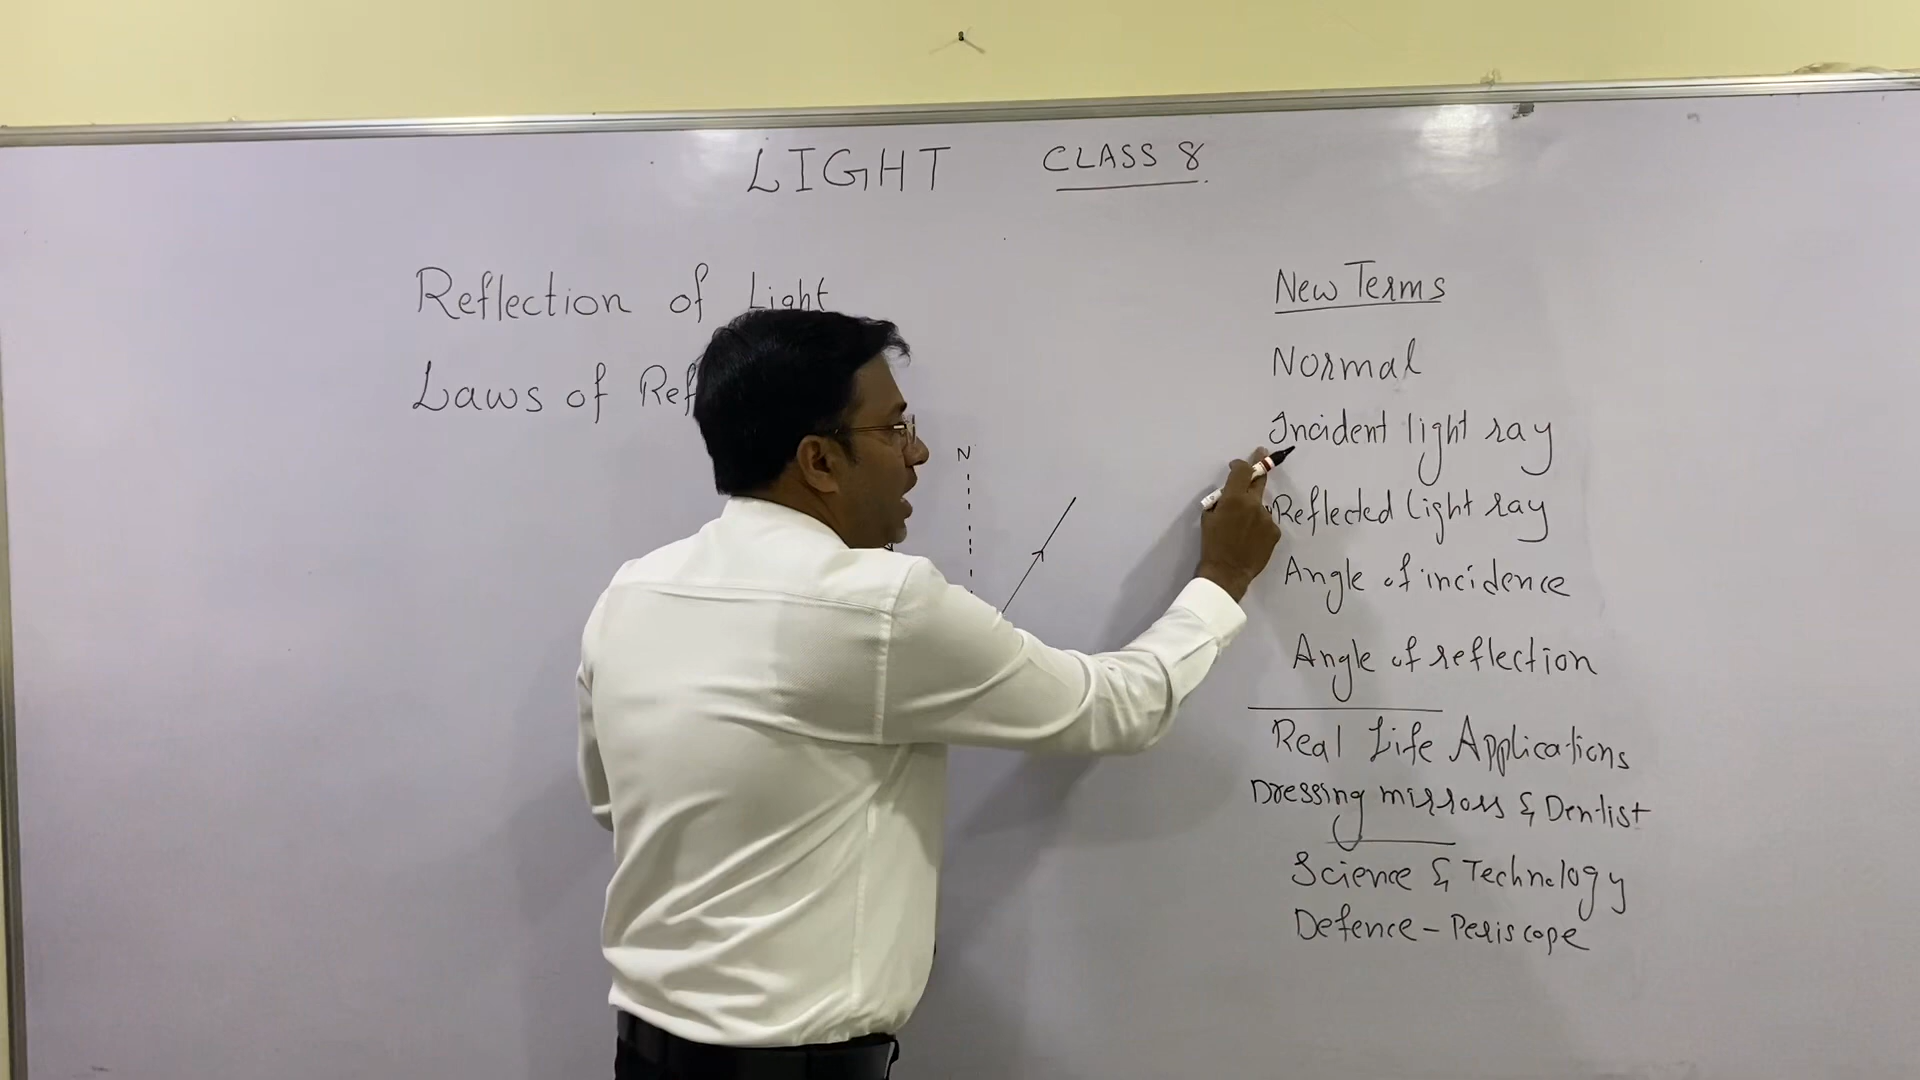 LIGHT CLASS 8
Reflection of Light
Laws of Ref
N
New Terms
Normal
Incident light ray
Reflected light ray
Angle of incidence
Angle of reflection
Real Life Applications
Dressing mirrors & Dentist
Science & Technology
Defence - Periscope